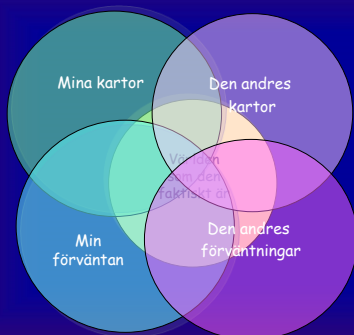 Mina kartor
Den andres
kartor
Världen
som den
faktiskt är
Min
förväntan
Den andres
förväntningar